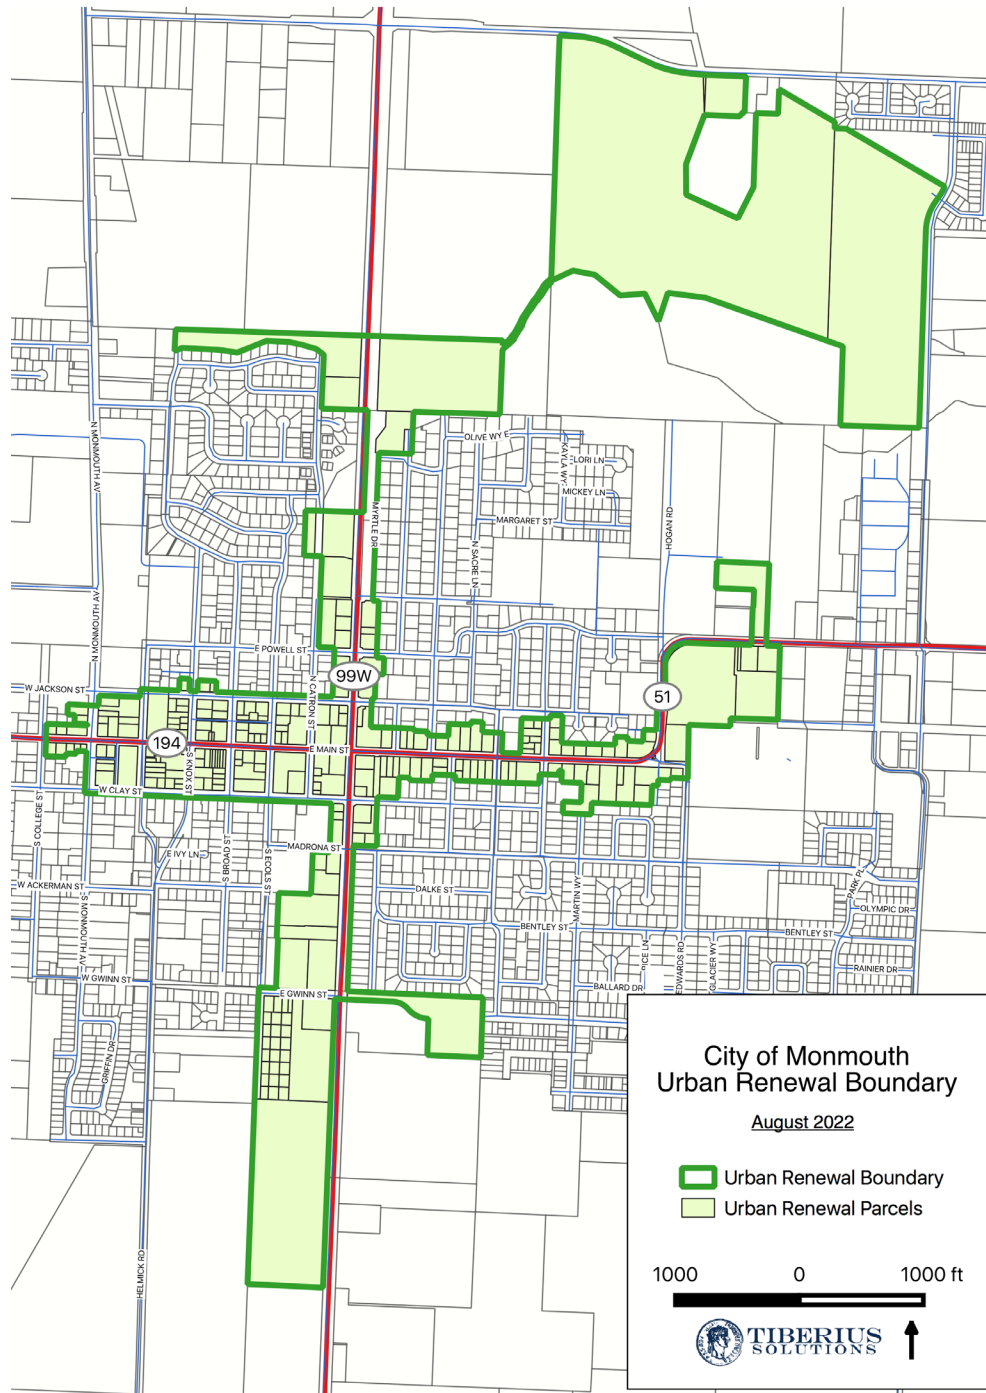 OLIVE WY E
LORI LN
KAYLA WY
MICKEY LN
N MONMOUTH AV
MYRTLE DR
MARGARET ST
HOGAN RD
N SACRE LN
N MONMOUTH AV
E POWELL ST
99W
W JACKSON ST
N CATRON ST
51
194
E MAIN ST
S KNOX ST
W CLAY ST
S COLLEGE ST
S BROAD ST
MADRONA ST
E IVY LN
S ECOLS ST
W ACKERMAN ST
DALKE ST
MARTIN WY
PARK PL
OLYMPIC DR
S MONMOUTH AV
BENTLEY ST
BENTLEY ST
EDWARDS RD
GLACIER WY
RAINIER DR
W GWINN ST
BALLARD DR
E GWINN ST
GRIFFIN DR
HELMICK RD
City of Monmouth
Urban Renewal Boundary
August 2022
Urban Renewal Boundary
Urban Renewal Parcels
1000 0 1000 ft
TIBERIUS
SOLUTIONS